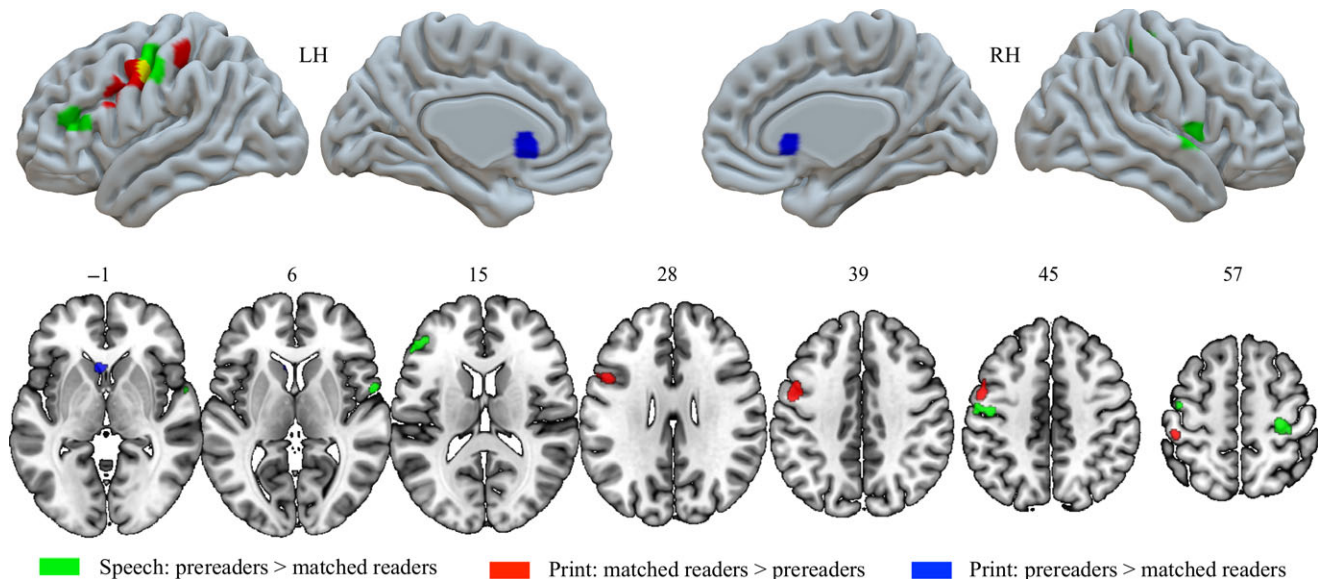 LH RH
−1 6 15 28 39 45 57
Speech: prereaders > matched readers Print: matched readers > prereaders Print: prereaders > matched readers